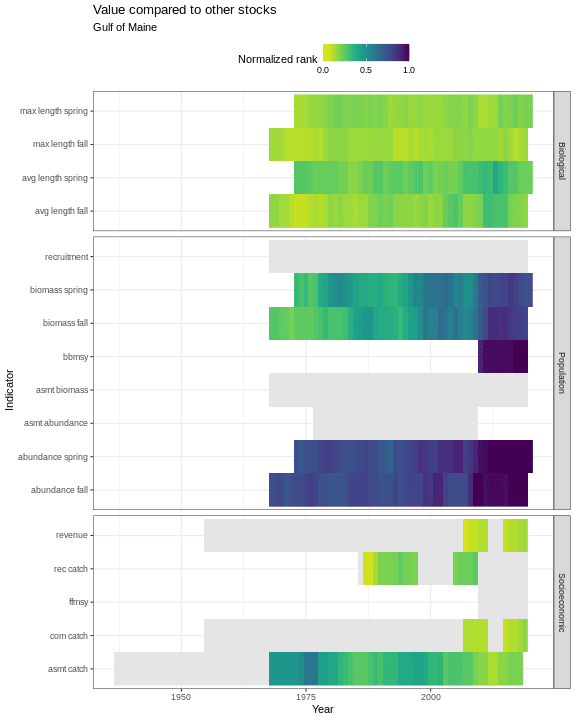 Value compared to other stocks
Gulf of Maine
Normalized rank
0.0 0.5 1.0
Indicator
max length spring
max length fall
avg length spring
avg length fall
Biological
recruitment
biomass spring
biomass fall
bbmsy
asmt biomass
asmt abundance
abundance spring
abundance fall
Population
revenue
rec catch
ffmsy
com catch
asmt catch
Socioeconomic
1950 1975 2000
Year